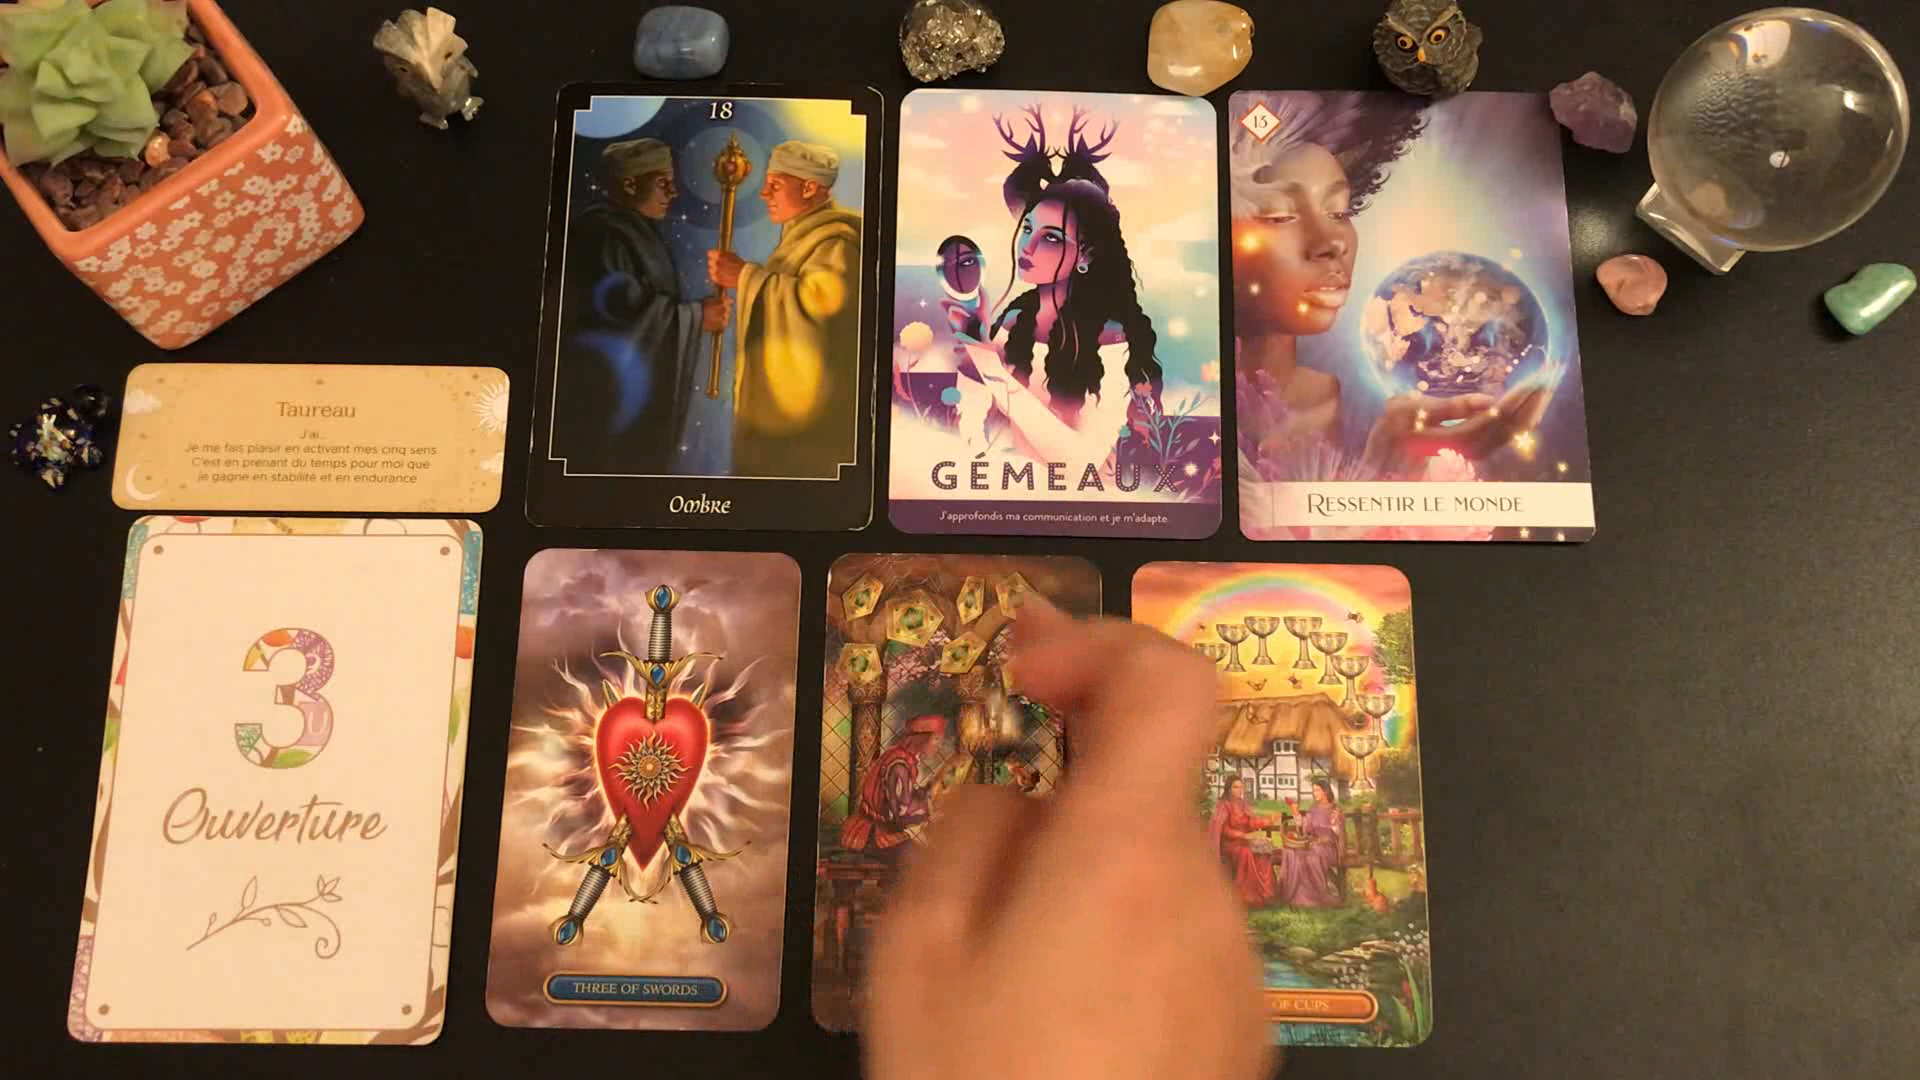 18
Ombre
GÉMEAUX
J'approfondis ma communication et je m'adapte.
13
RESSENTIR LE MONDE
Taureau
J'ai...
Je me fais plaisir en activant mes cinq sens
C'est en prenant du temps pour moi que
je gagne en stabilité et en endurance
3
Ouverture
THREE OF SWORDS
OF CUPS